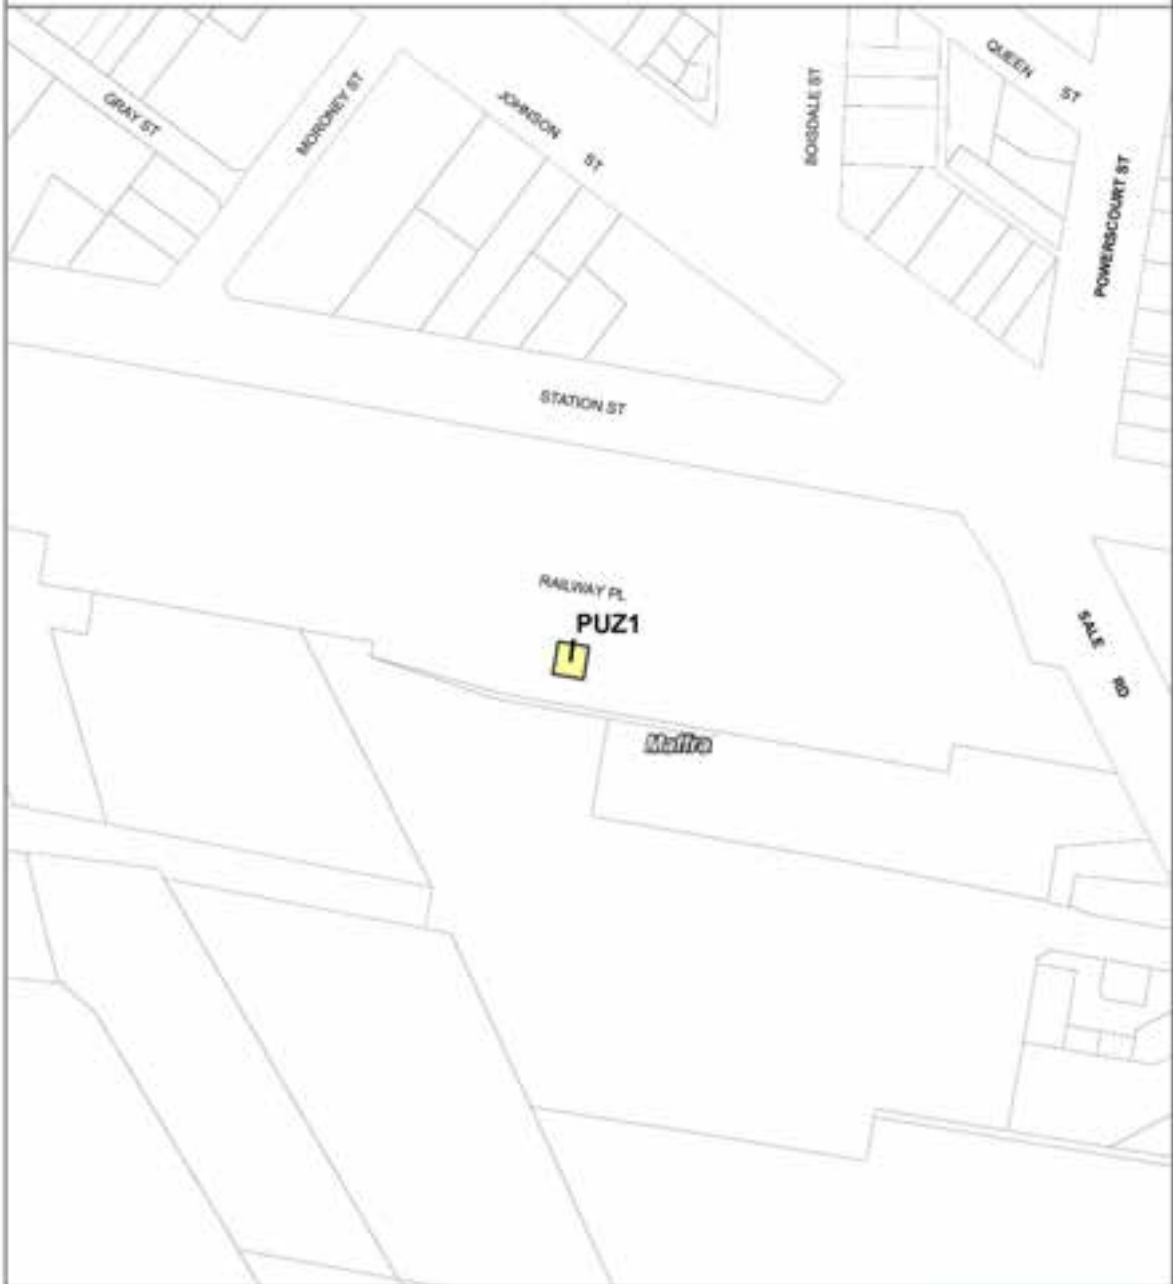 QUEEN ST
GRAY ST
MORONEY ST
JOHNSON ST
BOISDALE ST
POWERSCOURT ST
STATION ST
RAILWAY PL
PUZ1
SALE RD
Maffra